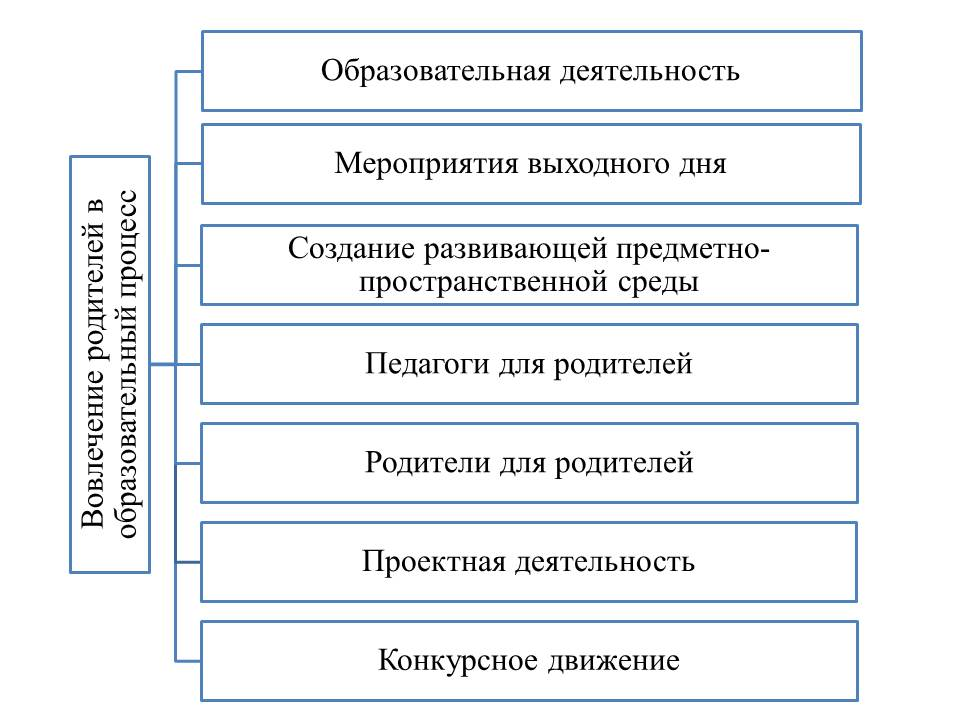 Вовлечение родителей в
образовательный процесс
Образовательная деятельность
Мероприятия выходного дня
Создание развивающей предметно-
пространственной среды
Педагоги для родителей
Родители для родителей
Проектная деятельность
Конкурсное движение